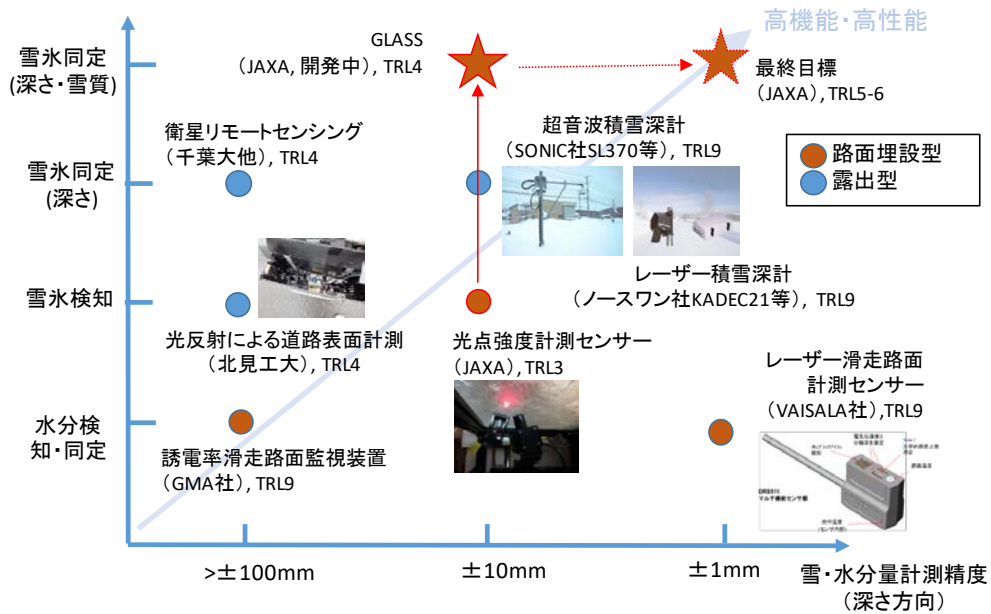 高機能・高性能
GLASS
(JAXA, 開発中), TRL4
雪氷同定
(深さ・雪質)
最終目標
(JAXA), TRL5-6
衛星リモートセンシング
(千葉大他), TRL4
超音波積雪深計
(SONIC社SL370等), TRL9
路面埋設型
露出型
雪氷同定
(深さ)
レーザー積雪深計
(ノースワン社KADEC21等), TRL9
雪氷検知
光反射による道路表面計測
(北見工大), TRL4
光点強度計測センサー
(JAXA), TRL3
レーザー滑走路面
計測センサー
(VAISALA社),TRL9
水分検
知・同定
誘電率滑走路面監視装置
(GMA社), TRL9
DRS511
マルチ機能センサ部
>±100mm
±10mm
±1mm
雪・水分量計測精度
(深さ方向)